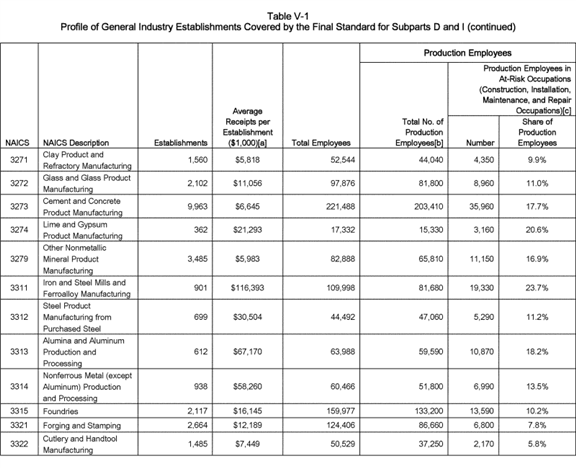 Table V-1
Profile of General Industry Establishments Covered by the Final Standard for Subparts D and I (continued)
Production Employees
Production Employees in
At-Risk Occupations
(Construction, Installation,
Maintenance, and Repair
Occupations)[c]
NAICS NAICS Description Establishments Average Receipts per Establishment ($1,000)[a] Total Employees Total No. of Production Employees[b] Number Share of Production Employees
3271 Clay Product and Refractory Manufacturing 1,560 $5,818 52,544 44,040 4,350 9.9%
3272 Glass and Glass Product Manufacturing 2,102 $11,056 97,876 81,800 8,960 11.0%
3273 Cement and Concrete Product Manufacturing 9,963 $6,645 221,488 203,410 35,960 17.7%
3274 Lime and Gypsum Product Manufacturing 362 $21,293 17,332 15,330 3,160 20.6%
3279 Other Nonmetallic Mineral Product Manufacturing 3,485 $5,983 82,888 65,810 11,150 16.9%
3311 Iron and Steel Mills and Ferroalloy Manufacturing 901 $116,393 109,998 81,680 19,330 23.7%
3312 Steel Product Manufacturing from Purchased Steel 699 $30,504 44,492 47,060 5,290 11.2%
3313 Alumina and Aluminum Production and Processing 612 $67,170 63,988 59,590 10,870 18.2%
3314 Nonferrous Metal (except Aluminum) Production and Processing 938 $58,260 60,466 51,800 6,990 13.5%
3315 Foundries 2,117 $16,145 159,977 133,200 13,590 10.2%
3321 Forging and Stamping 2,664 $12,189 124,406 86,660 6,800 7.8%
3322 Cutlery and Handtool Manufacturing 1,485 $7,449 50,529 37,250 2,170 5.8%